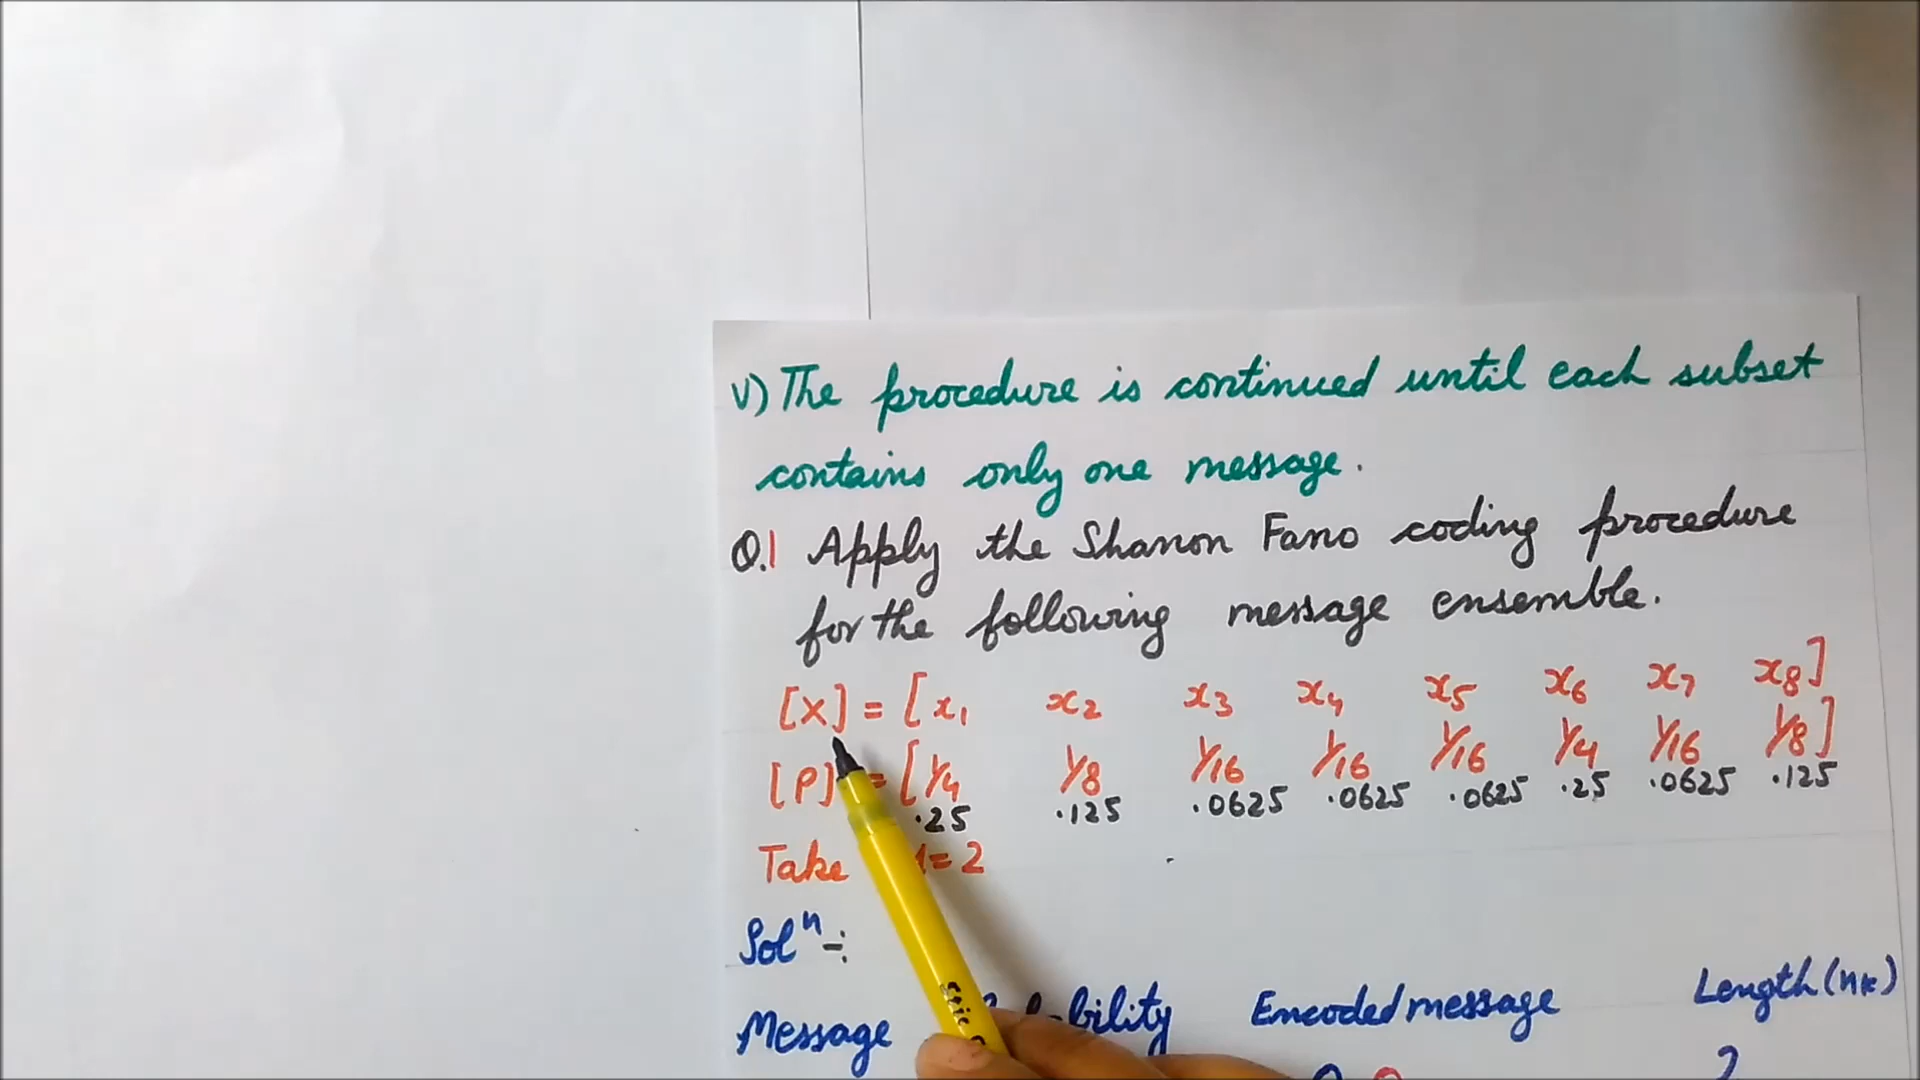 V) The procedure is continued until each subset
contains only one message.
Q.1 Apply the Shanon Fano coding procedure
for the following message ensemble.
[X] = [x1 x2 x3 x4 x5 x6 x7 x8]
[P] = [1/4 1/8 1/16 1/16 1/16 1/4 1/16 1/8]
.25 .125 .0625 .0625 .0625 .25 .0625 .125
Take = 2
Soln -:
Message Encoded message Length (nk)
2